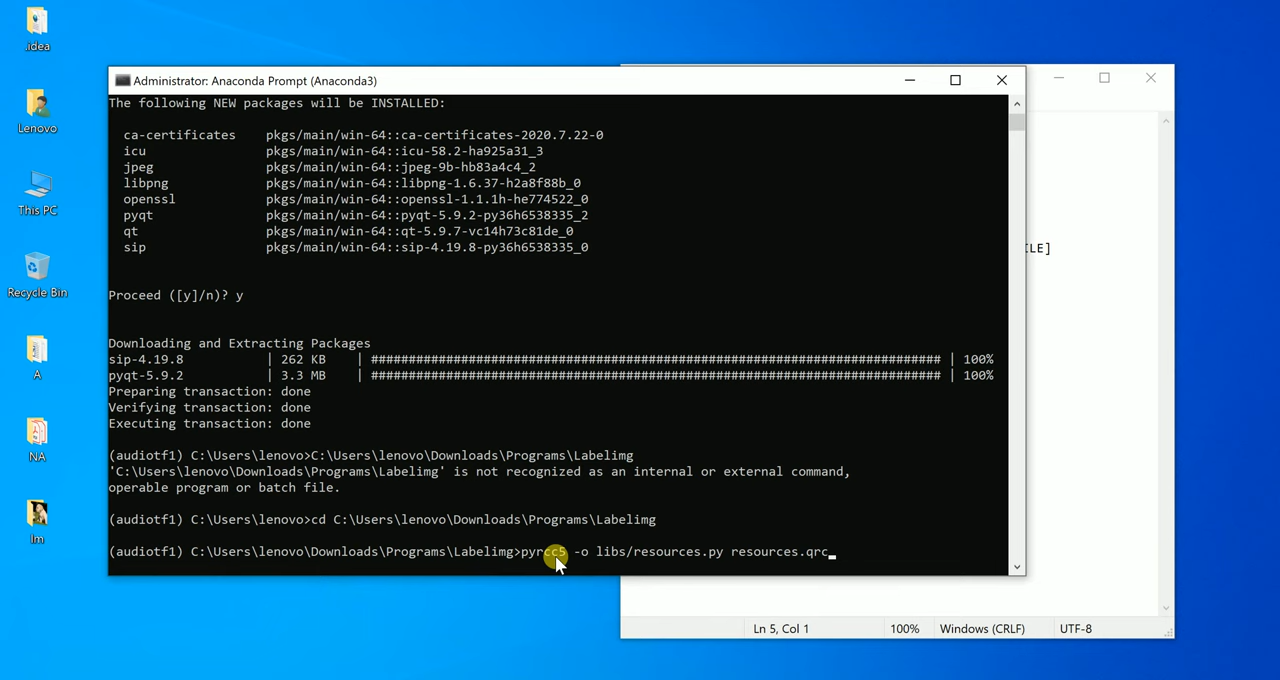 .idea
Lenovo
This PC
Recycle Bin
A
NA
Im
Administrator: Anaconda Prompt (Anaconda3)
The following NEW packages will be INSTALLED:
ca-certificates pkgs/main/win-64::ca-certificates-2020.7.22-0
icu pkgs/main/win-64::icu-58.2-ha925a31_3
jpeg pkgs/main/win-64::jpeg-9b-hb83a4c4_2
libpng pkgs/main/win-64::libpng-1.6.37-h2a8f88b_0
openssl pkgs/main/win-64::openssl-1.1.1h-he774522_0
pyqt pkgs/main/win-64::pyqt-5.9.2-py36h6538335_2
qt pkgs/main/win-64::qt-5.9.7-vc14h73c81de_0
sip pkgs/main/win-64::sip-4.19.8-py36h6538335_0
Proceed ([y]/n)? y
Downloading and Extracting Packages
sip-4.19.8 | 262 KB | ########################################################################### | 100%
pyqt-5.9.2 | 3.3 MB | ########################################################################### | 100%
Preparing transaction: done
Verifying transaction: done
Executing transaction: done
(audiotf1) C:\Users\lenovo>C:\Users\lenovo\Downloads\Programs\Labelimg
'C:\Users\lenovo\Downloads\Programs\Labelimg' is not recognized as an internal or external command,
operable program or batch file.
(audiotf1) C:\Users\lenovo>cd C:\Users\lenovo\Downloads\Programs\Labelimg
(audiotf1) C:\Users\lenovo\Downloads\Programs\Labelimg>pyrcc5 -o libs/resources.py resources.qrc
LE]
Ln 5, Col 1 100% Windows (CRLF) UTF-8